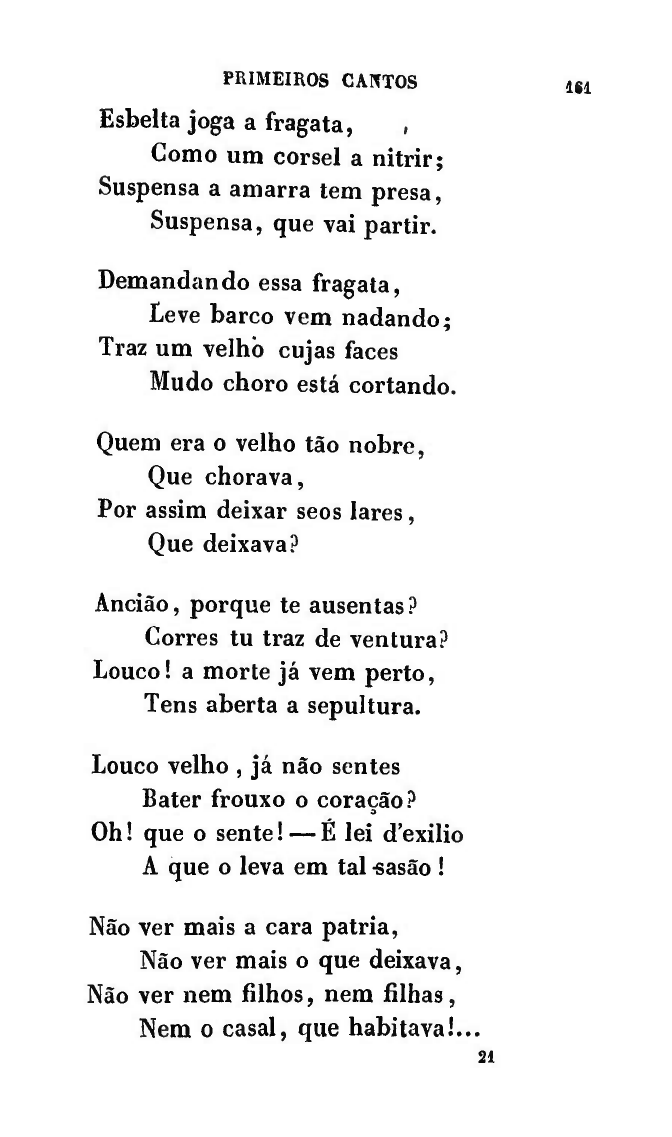 PRIMEIROS CANTOS 161
Esbelta joga a fragata,
Como um corsel a nitrir;
Suspensa a amarra tem presa,
Suspensa, que vai partir.
Demandando essa fragata,
Leve barco vem nadando;
Traz um velho cujas faces
Mudo choro está cortando.
Quem era o velho tão nobre,
Que chorava,
Por assim deixar seos lares,
Que deixava?
Ancião, porque te ausentas?
Corres tu traz de ventura?
Louco! a morte já vem perto,
Tens aberta a sepultura.
Louco velho, já não sentes
Bater frouxo o coração?
Oh! que o sente! — É lei d'exilio
A que o leva em tal sasão!
Não ver mais a cara patria,
Não ver mais o que deixava,
Não ver nem filhos, nem filhas,
Nem o casal, que habitava!...
21